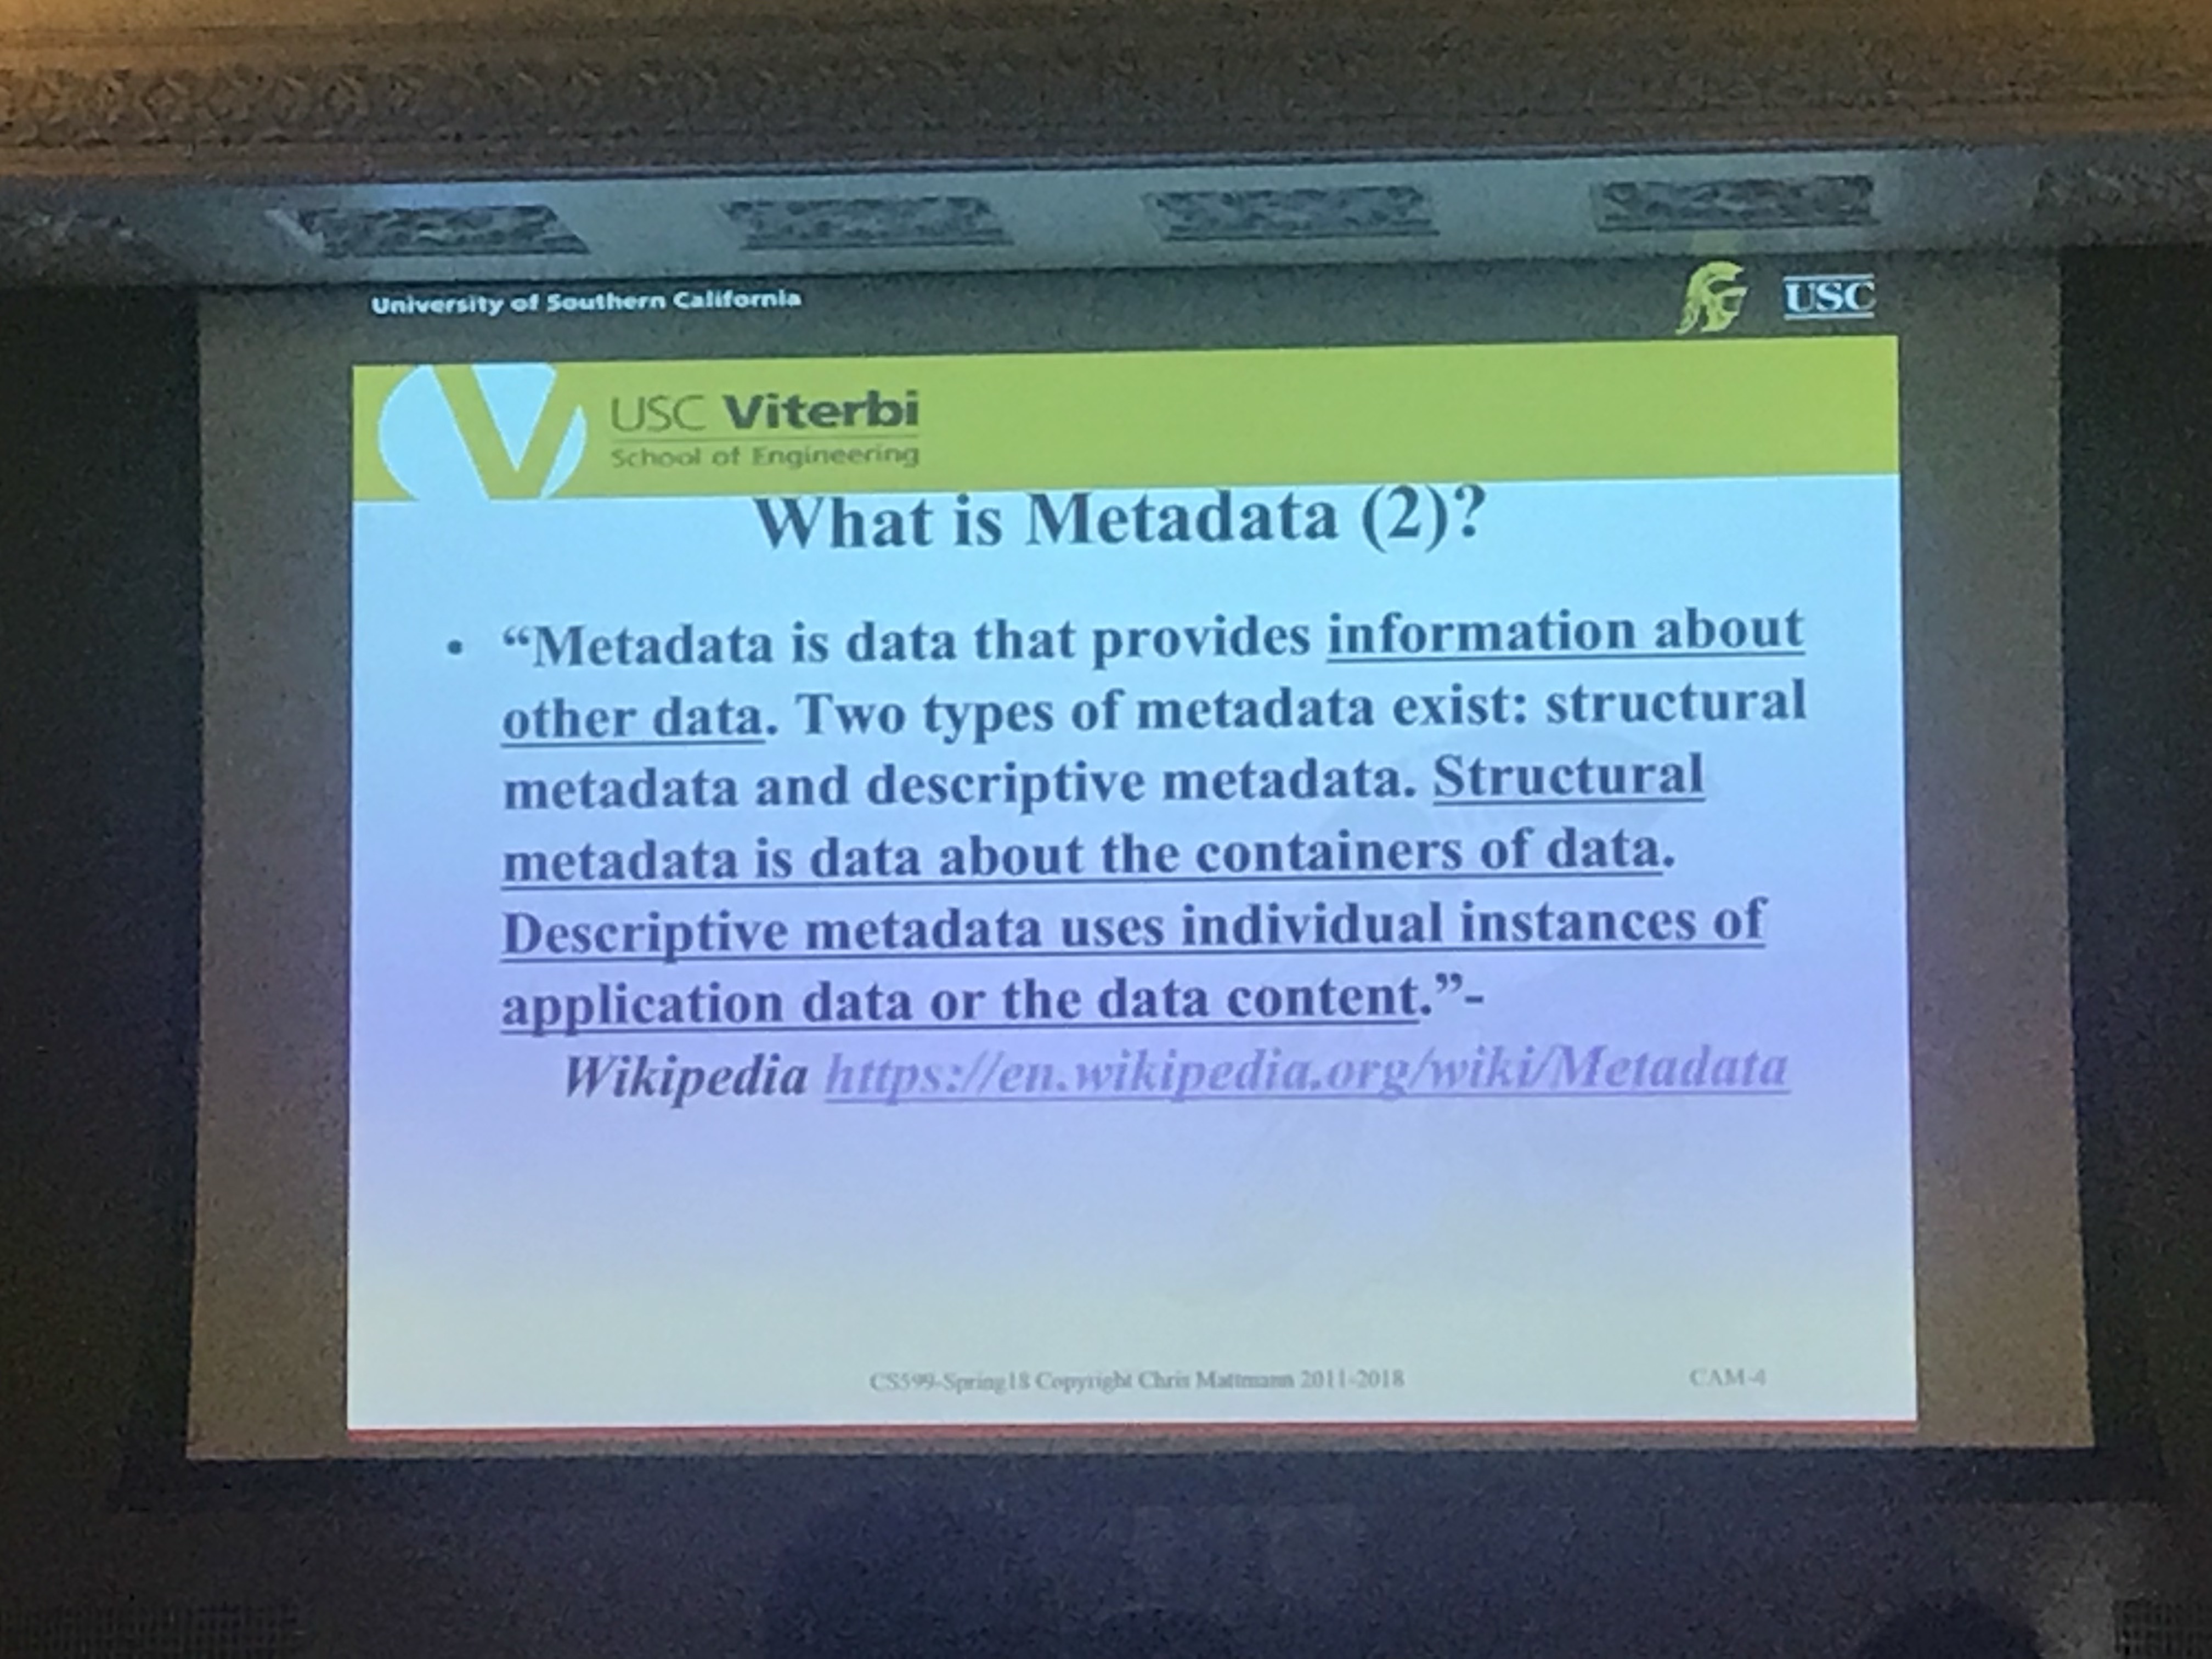 University of Southern California
USC
USC Viterbi
School of Engineering
What is Metadata (2)?
• “Metadata is data that provides information about
other data. Two types of metadata exist: structural
metadata and descriptive metadata. Structural
metadata is data about the containers of data.
Descriptive metadata uses individual instances of
application data or the data content.”-
Wikipedia https://en.wikipedia.org/wiki/Metadata
CS599-Spring18 Copyright Chris Mattmann 2011-2018
CAM-4